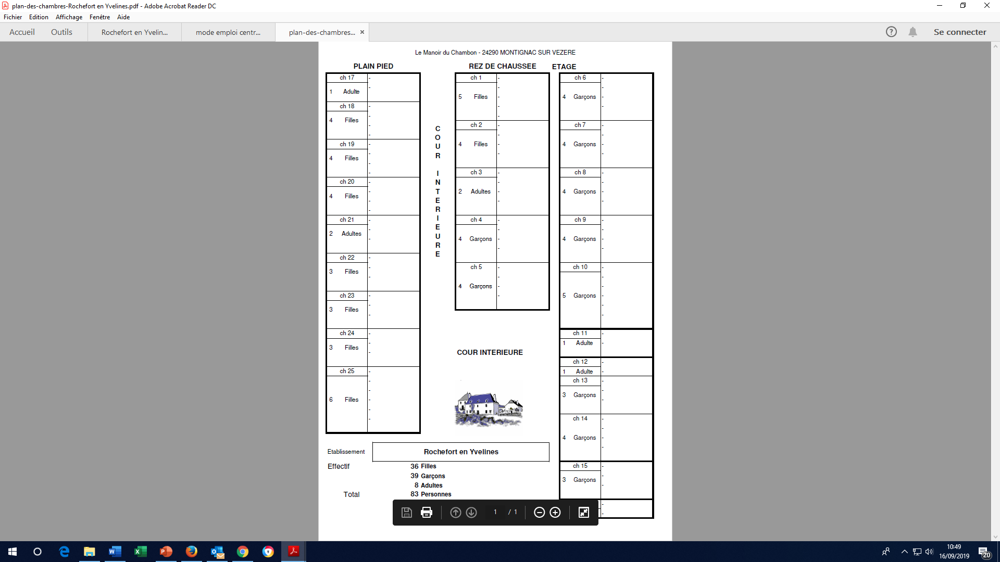 plan-des-chambres-Rochefort en Yvelines.pdf - Adobe Acrobat Reader DC
Fichier Edition Affichage Fenêtre Aide
Accueil Outils Rochefort en Yvelin... mode emploi centr... plan-des-chambres... × ? Se connecter
Le Manoir du Chambon - 24290 MONTIGNAC SUR VEZERE
PLAIN PIED
ch 17
1 Adulte
ch 18
4 Filles
ch 19
4 Filles
ch 20
4 Filles
ch 21
2 Adultes
ch 22
3 Filles
ch 23
3 Filles
ch 24
3 Filles
ch 25
6 Filles
COUR INTERIEURE
REZ DE CHAUSSEE
ch 1
5 Filles
ch 2
4 Filles
ch 3
2 Adultes
ch 4
4 Garçons
ch 5
4 Garçons
COUR INTERIEURE
ETAGE
ch 6
4 Garçons
ch 7
4 Garçons
ch 8
4 Garçons
ch 9
4 Garçons
ch 10
5 Garçons
ch 11
1 Adulte
ch 12
1 Adulte
ch 13
3 Garçons
ch 14
4 Garçons
ch 15
3 Garçons
Etablissement Rochefort en Yvelines
Effectif 36 Filles
39 Garçons
8 Adultes
Total 83 Personnes
1 / 1
10:49
16/09/2019
20